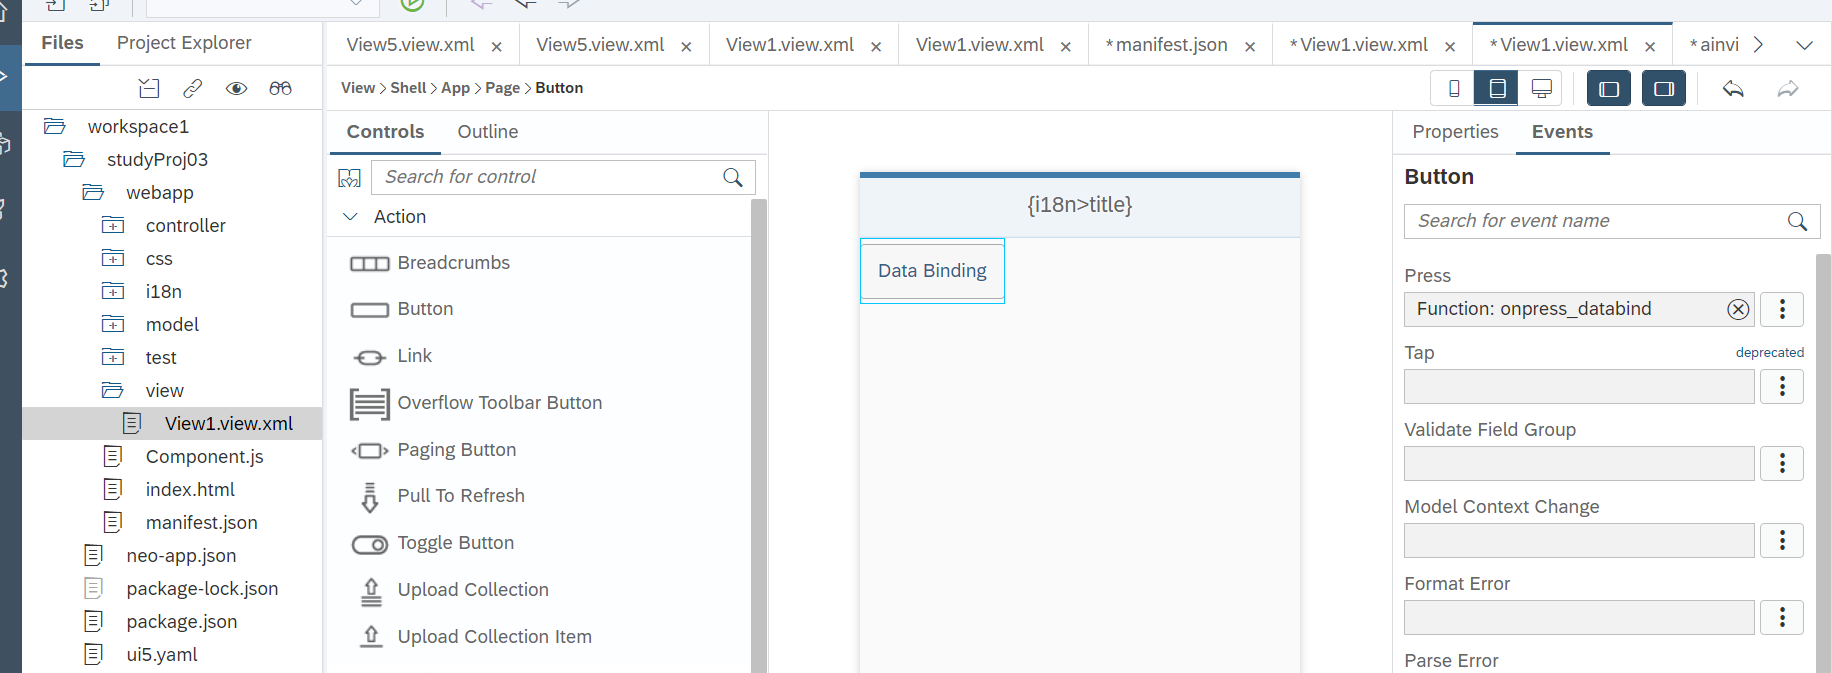 Files
Project Explorer
View5.view.xml
View5.view.xml
View1.view.xml
View1.view.xml
*manifest.json
*View1.view.xml
*View1.view.xml
*ainvi
View > Shell > App > Page > Button
workspace1
studyProj03
webapp
controller
css
i18n
model
test
view
View1.view.xml
Component.js
index.html
manifest.json
neo-app.json
package-lock.json
package.json
ui5.yaml
Controls
Outline
Search for control
Action
Breadcrumbs
Button
Link
Overflow Toolbar Button
Paging Button
Pull To Refresh
Toggle Button
Upload Collection
Upload Collection Item
{i18n>title}
Data Binding
Properties
Events
Button
Search for event name
Press
Function: onpress_databind
Tap
deprecated
Validate Field Group
Model Context Change
Format Error
Parse Error